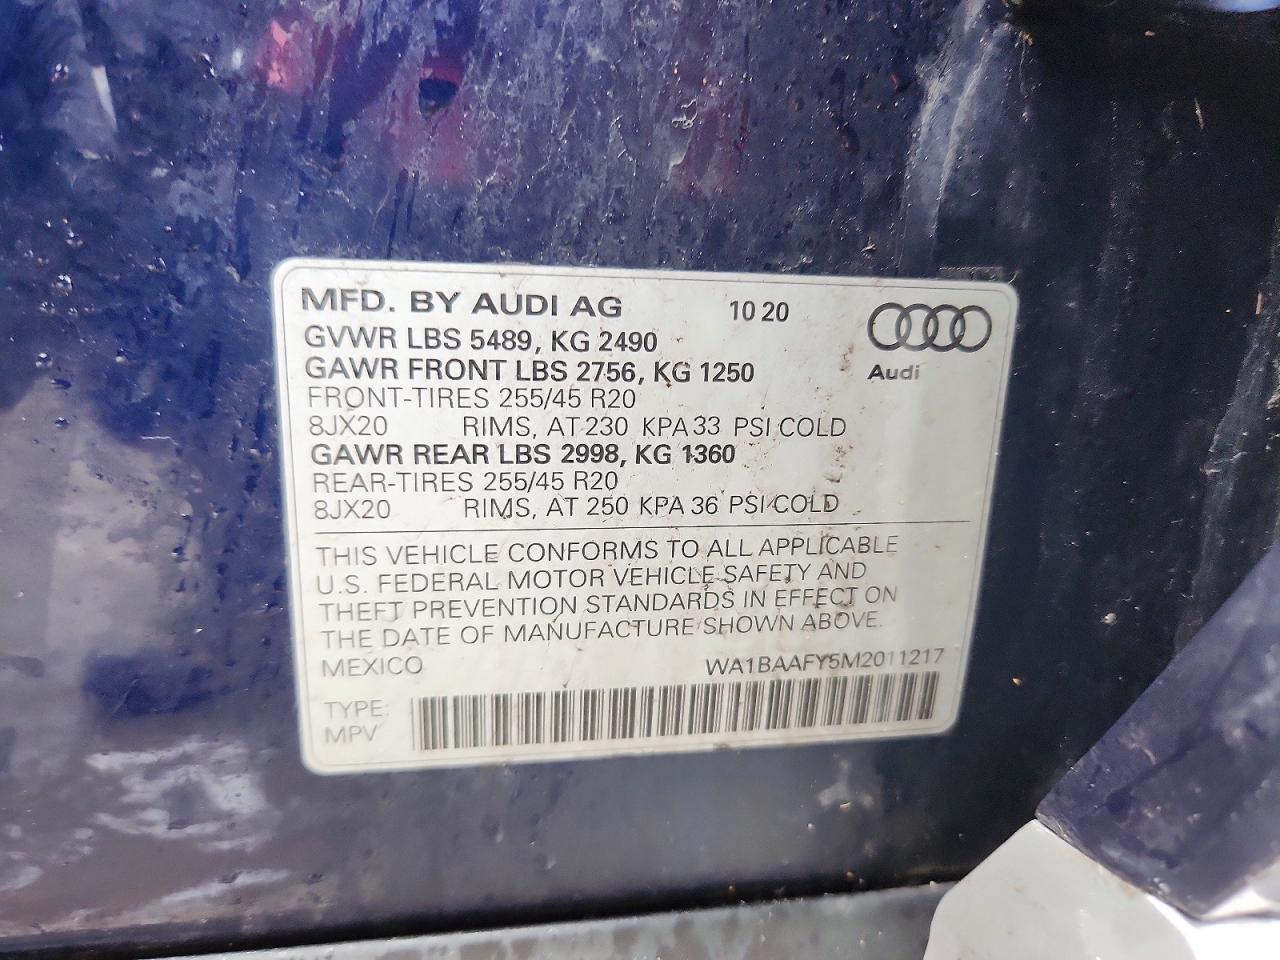 MFD. BY AUDI AG 10 20
GVWR LBS 5489, KG 2490
GAWR FRONT LBS 2756, KG 1250
Audi
FRONT-TIRES 255/45 R20
8JX20 RIMS, AT 230 KPA 33 PSI COLD
GAWR REAR LBS 2998, KG 1360
REAR-TIRES 255/45 R20
8JX20 RIMS, AT 250 KPA 36 PSI COLD
THIS VEHICLE CONFORMS TO ALL APPLICABLE
U.S. FEDERAL MOTOR VEHICLE SAFETY AND
THEFT PREVENTION STANDARDS IN EFFECT ON
THE DATE OF MANUFACTURE SHOWN ABOVE.
MEXICO WA1BAAFY5M2011217
TYPE:
MPV